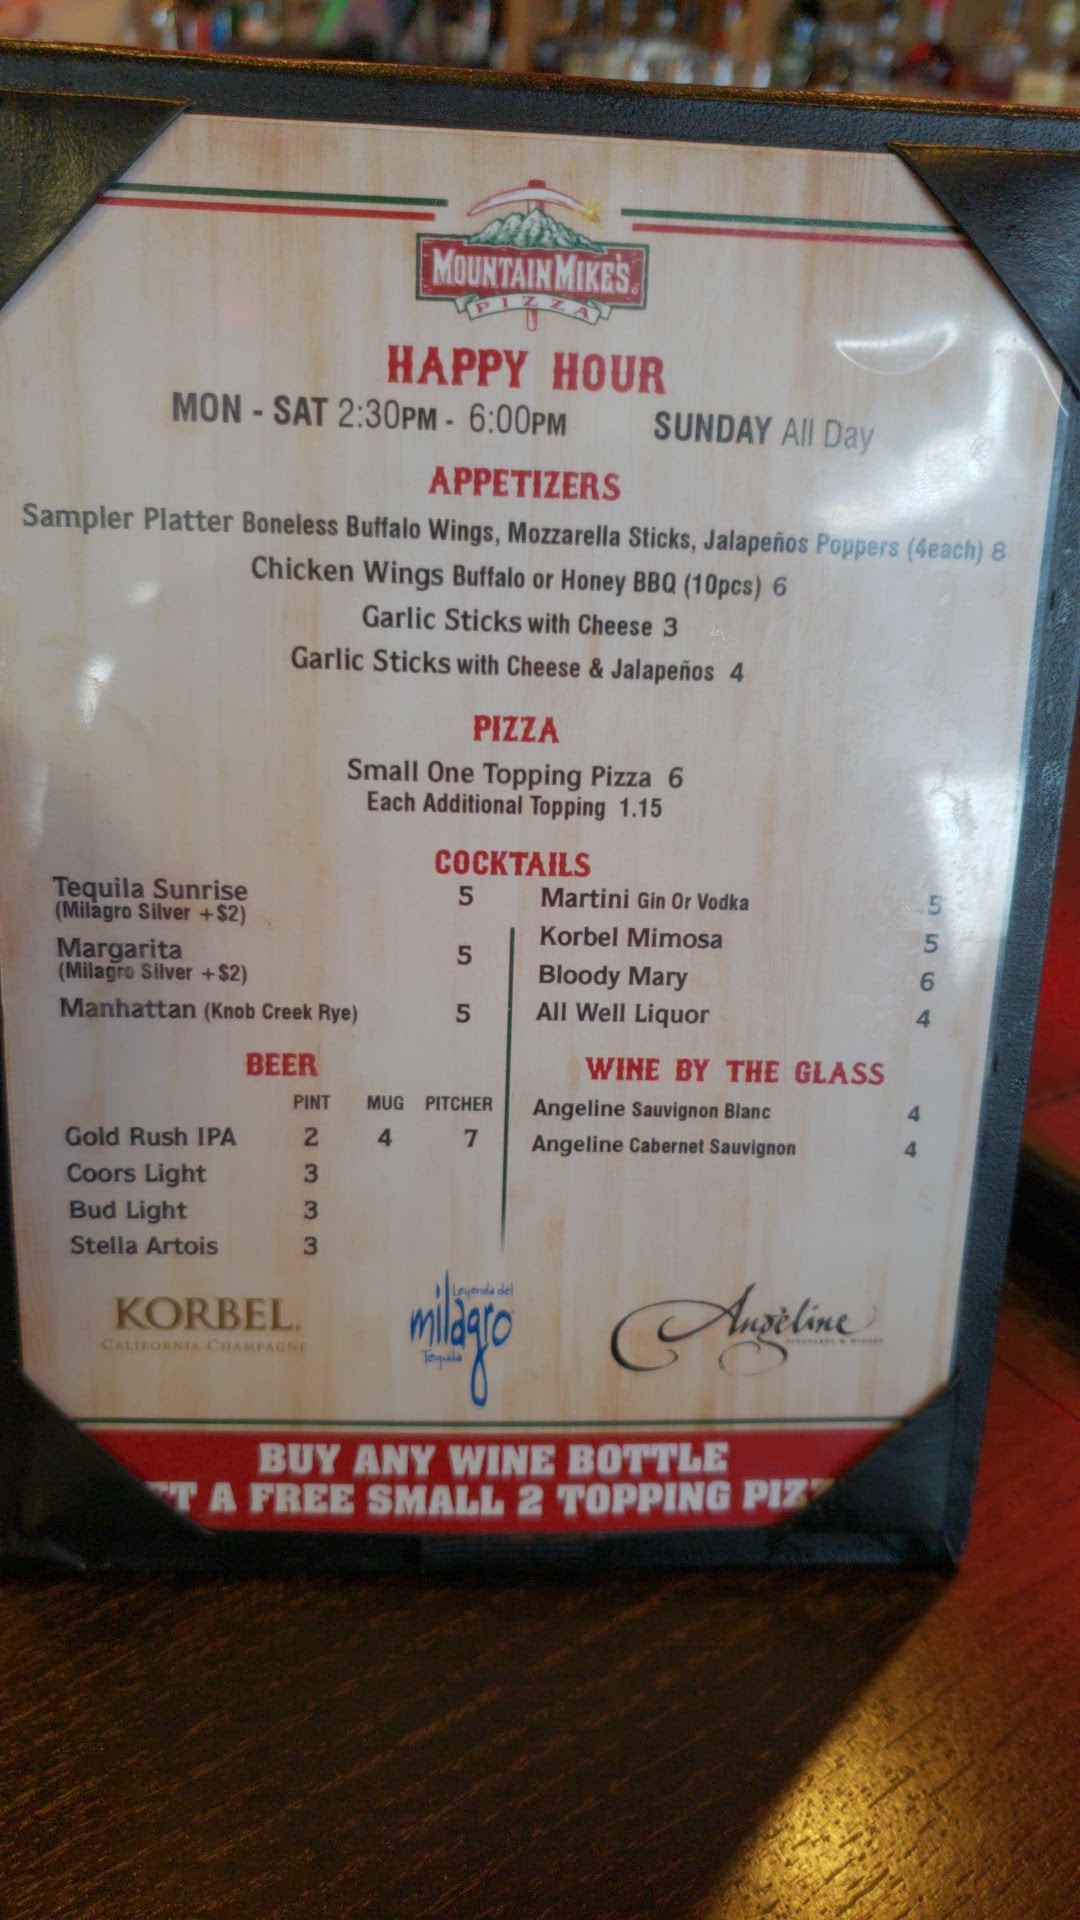 MOUNTAIN MIKE'S
PIZZA
HAPPY HOUR
MON - SAT 2:30PM - 6:00PM SUNDAY All Day
APPETIZERS
Sampler Platter Boneless Buffalo Wings, Mozzarella Sticks, Jalapeños Poppers (4each) 8
Chicken Wings Buffalo or Honey BBQ (10pcs) 6
Garlic Sticks with Cheese 3
Garlic Sticks with Cheese & Jalapeños 4
PIZZA
Small One Topping Pizza 6
Each Additional Topping 1.15
COCKTAILS
Tequila Sunrise 5
(Milagro Silver +$2)
Margarita 5
(Milagro Silver +$2)
Manhattan (Knob Creek Rye) 5
Martini Gin Or Vodka 5
Korbel Mimosa 5
Bloody Mary 6
All Well Liquor 4
BEER
PINT MUG PITCHER
Gold Rush IPA 2 4 7
Coors Light 3
Bud Light 3
Stella Artois 3
WINE BY THE GLASS
Angeline Sauvignon Blanc 4
Angeline Cabernet Sauvignon 4
KORBEL.
CALIFORNIA CHAMPAGNE
Leyenda del
milagro
Tequila
Angeline
VINEYARDS & WINERY
BUY ANY WINE BOTTLE
T A FREE SMALL 2 TOPPING PIZ